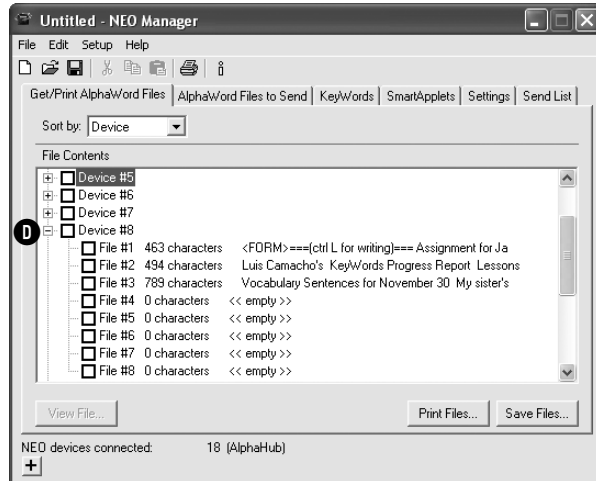 Untitled - NEO Manager
File Edit Setup Help
Get/Print AlphaWord Files AlphaWord Files to Send KeyWords SmartApplets Settings Send List
Sort by: Device
File Contents
Device #5
Device #6
Device #7
D Device #8
File #1 463 characters <FORM>===(ctrl L for writing)=== Assignment for Ja
File #2 494 characters Luis Camacho's KeyWords Progress Report Lessons
File #3 789 characters Vocabulary Sentences for November 30 My sister's
File #4 0 characters << empty >>
File #5 0 characters << empty >>
File #6 0 characters << empty >>
File #7 0 characters << empty >>
File #8 0 characters << empty >>
View File... Print Files... Save Files...
NEO devices connected: 18 (AlphaHub)